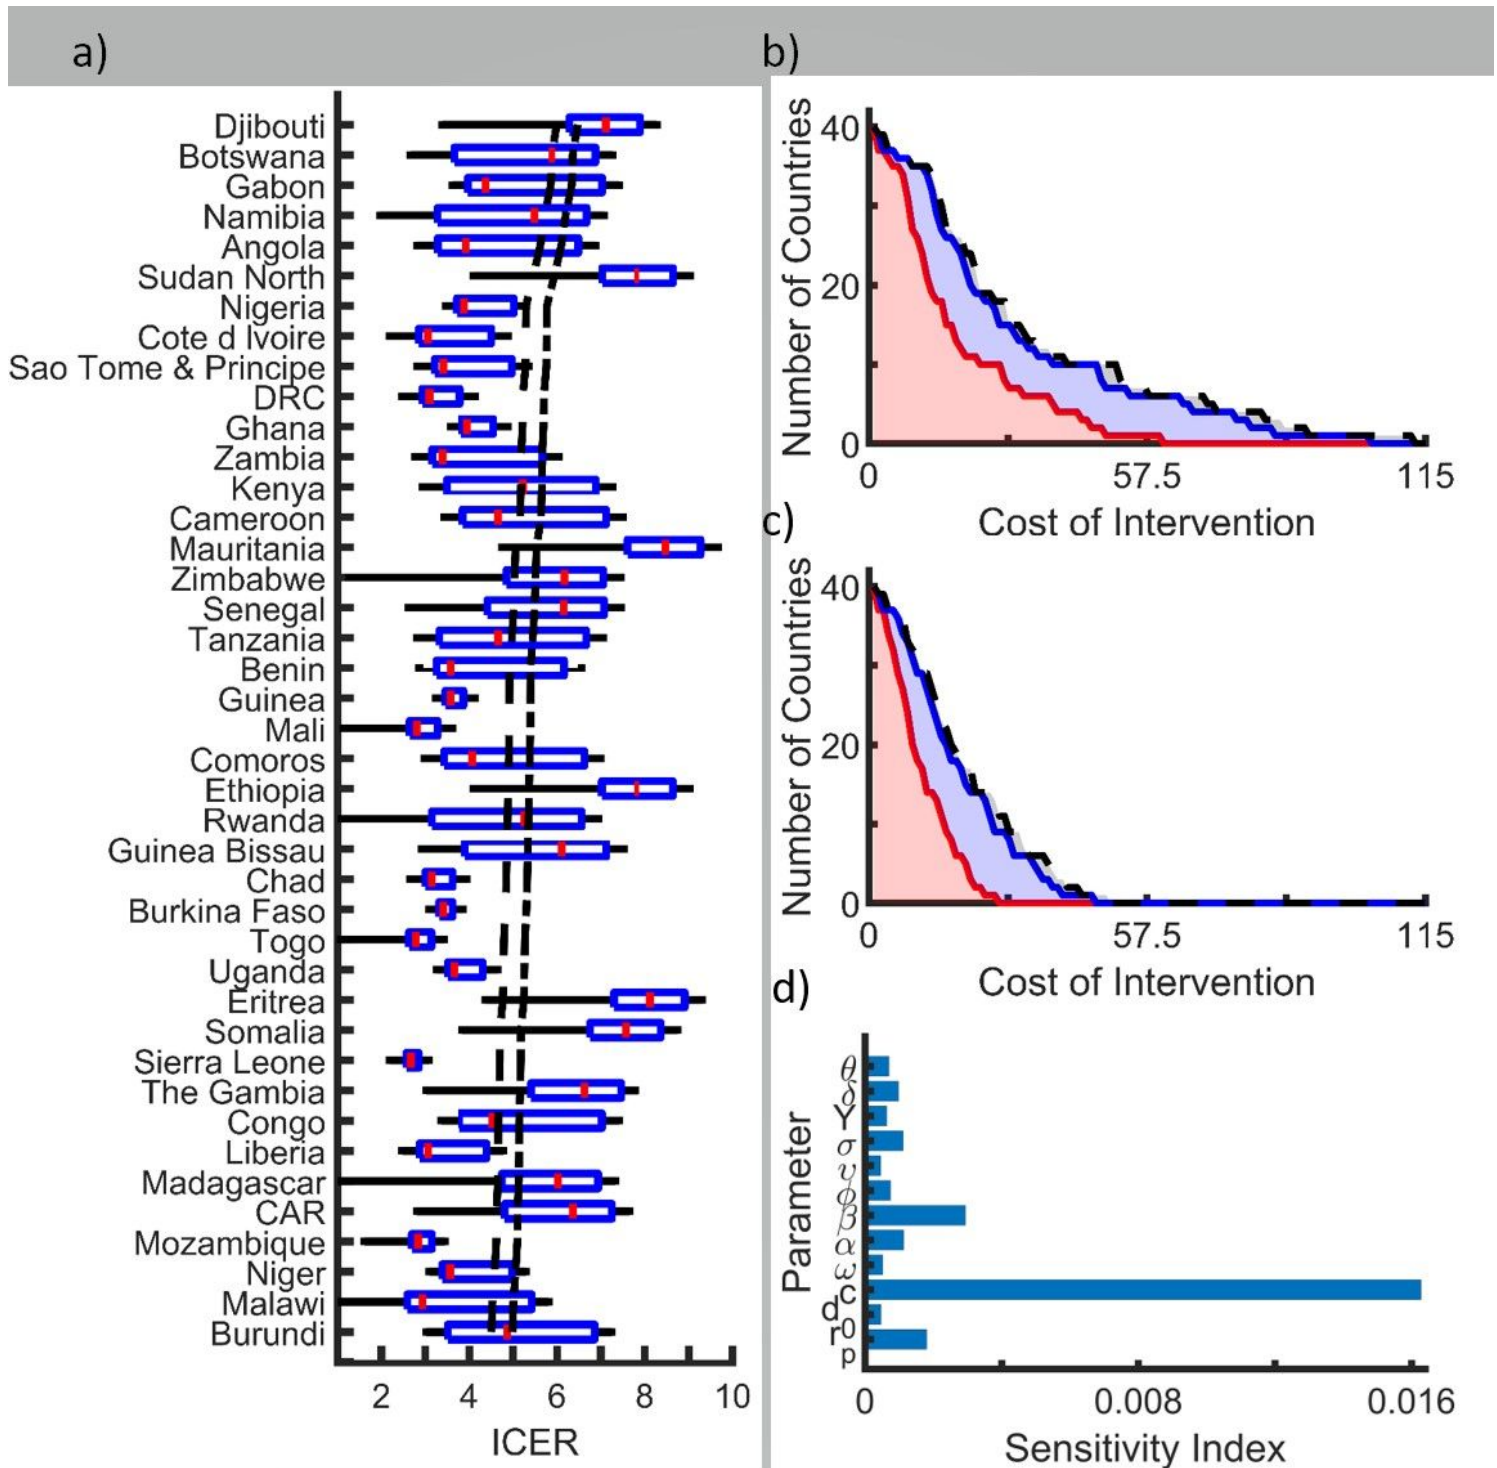 a)
Djibouti
Botswana
Gabon
Namibia
Angola
Sudan North
Nigeria
Cote d Ivoire
Sao Tome & Principe
DRC
Ghana
Zambia
Kenya
Cameroon
Mauritania
Zimbabwe
Senegal
Tanzania
Benin
Guinea
Mali
Comoros
Ethiopia
Rwanda
Guinea Bissau
Chad
Burkina Faso
Togo
Uganda
Eritrea
Somalia
Sierra Leone
The Gambia
Congo
Liberia
Madagascar
CAR
Mozambique
Niger
Malawi
Burundi
2 4 6 8 10
ICER
b)
Number of Countries
40
20
0
0 57.5 115
Cost of Intervention
c)
Number of Countries
40
20
0
0 57.5 115
Cost of Intervention
d)
Parameter
θ
δ
Y
σ
υ
ϕ
β
α
ω
c
d
0
r
p
0 0.008 0.016
Sensitivity Index